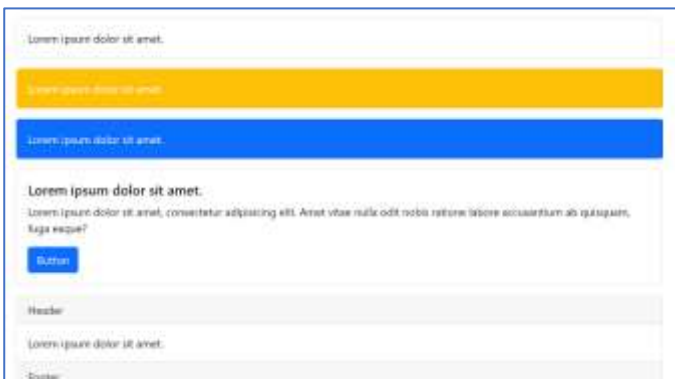 Lorem ipsum dolor sit amet.
Lorem ipsum dolor sit amet.
Lorem ipsum dolor sit amet.
Lorem ipsum dolor sit amet.
Lorem ipsum dolor sit amet, consectetur adipisicing elit. Amet vitae nulla odit nobis ratione labore accusantium ab quisquam,
fuga eaque?
Button
Header
Lorem ipsum dolor sit amet.
Footer